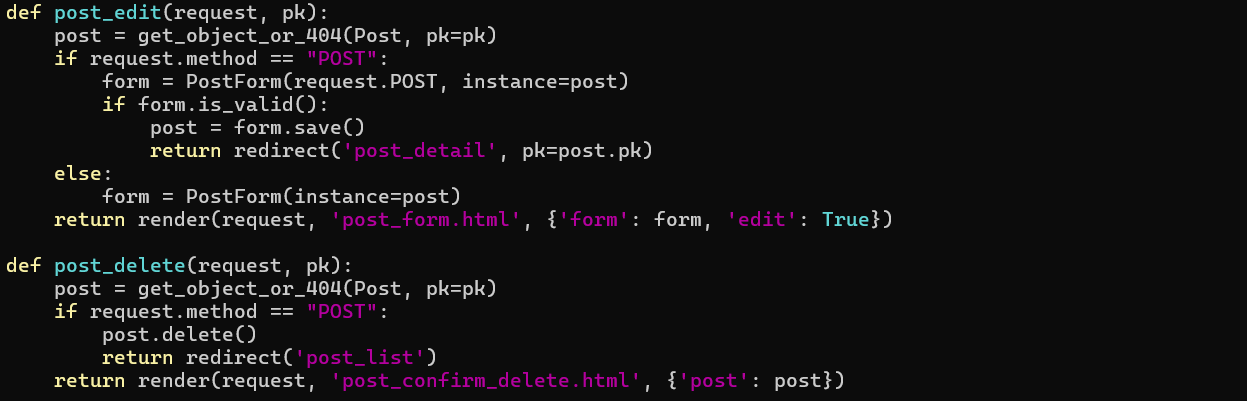 def post_edit(request, pk):
    post = get_object_or_404(Post, pk=pk)
    if request.method == "POST":
        form = PostForm(request.POST, instance=post)
        if form.is_valid():
            post = form.save()
            return redirect('post_detail', pk=post.pk)
    else:
        form = PostForm(instance=post)
    return render(request, 'post_form.html', {'form': form, 'edit': True})

def post_delete(request, pk):
    post = get_object_or_404(Post, pk=pk)
    if request.method == "POST":
        post.delete()
        return redirect('post_list')
    return render(request, 'post_confirm_delete.html', {'post': post})